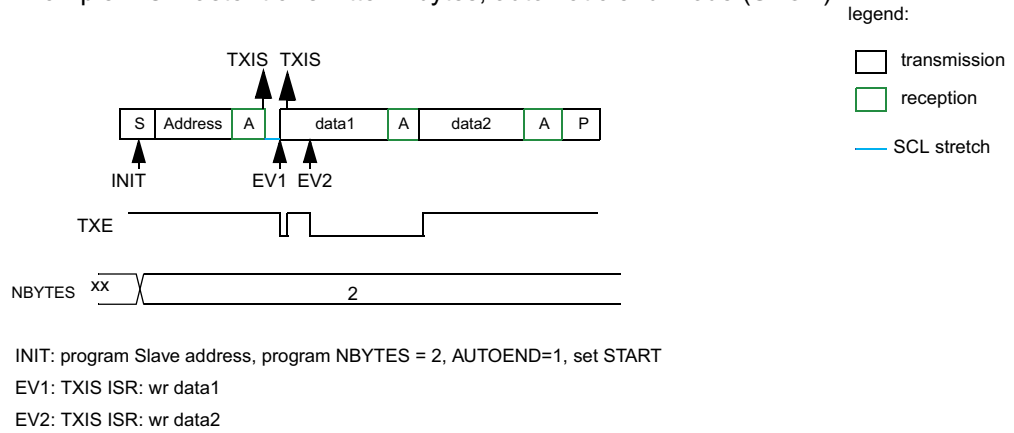 legend:
transmission
reception
SCL stretch
TXIS TXIS
S Address A data1 A data2 A P
INIT EV1 EV2
TXE
NBYTES xx 2
INIT: program Slave address, program NBYTES = 2, AUTOEND=1, set START
EV1: TXIS ISR: wr data1
EV2: TXIS ISR: wr data2